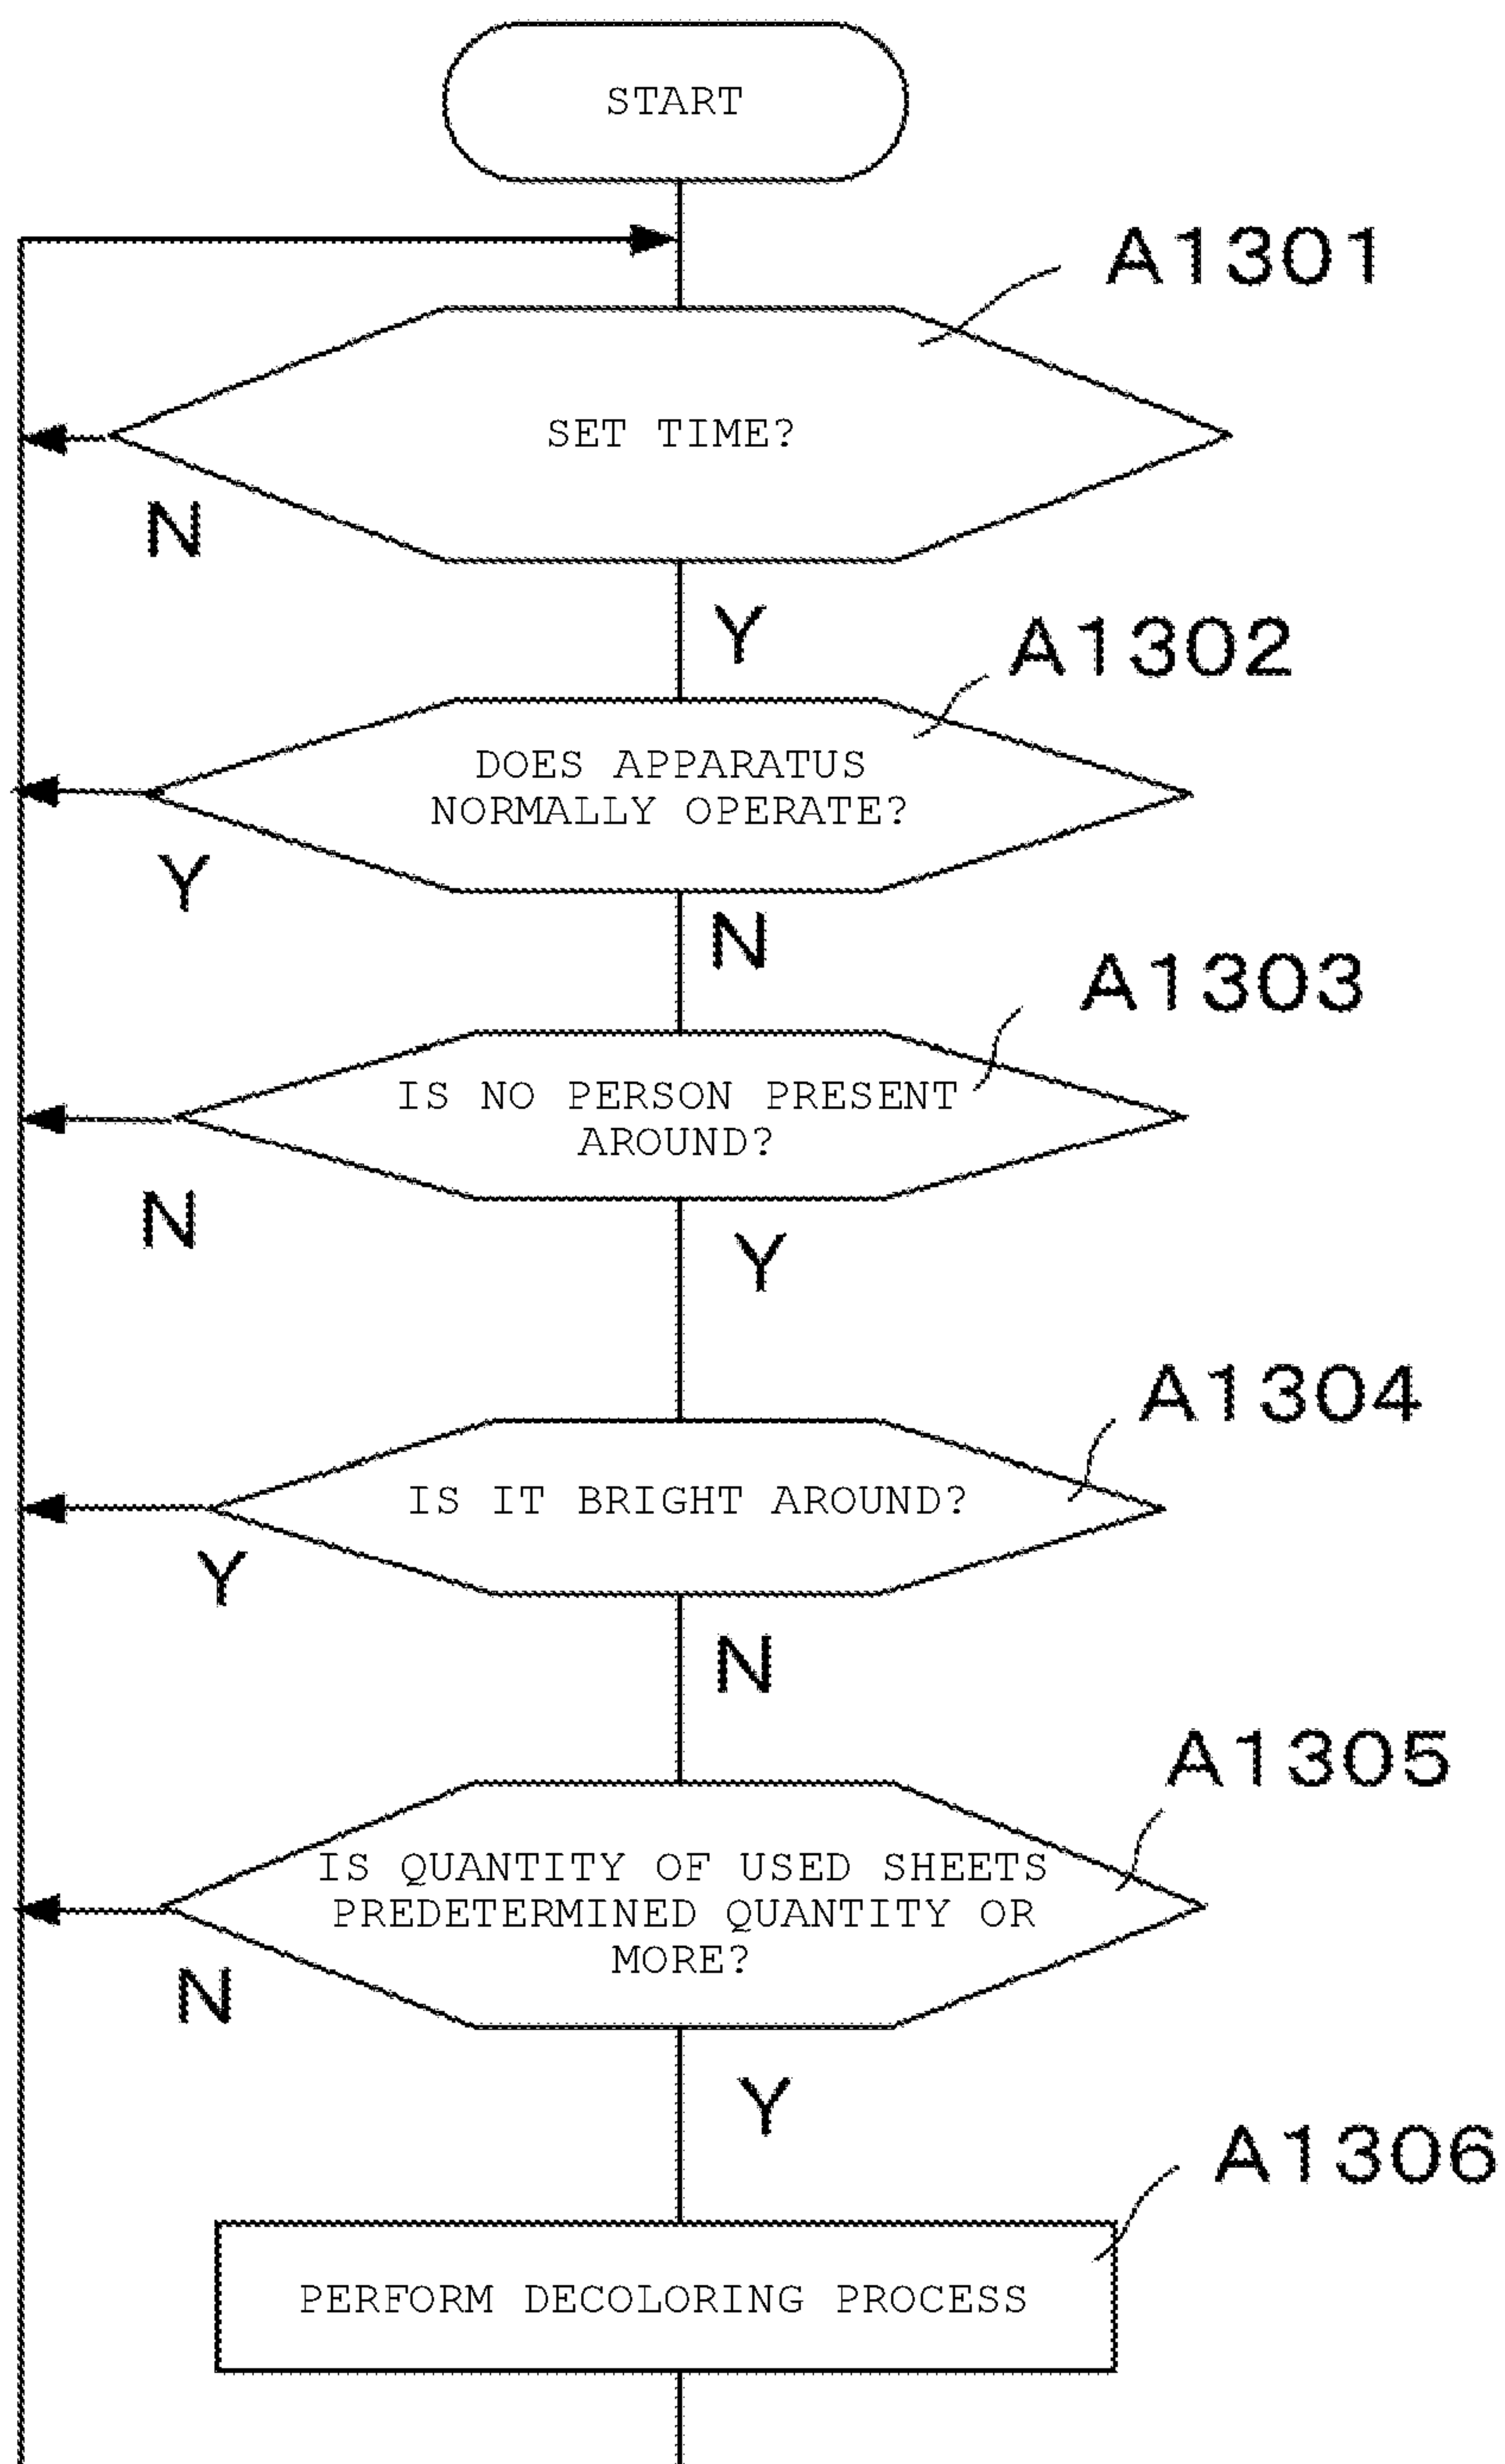 START
A1301
SET TIME?
N
Y
A1302
DOES APPARATUS
NORMALLY OPERATE?
Y
N
A1303
IS NO PERSON PRESENT
AROUND?
N
Y
A1304
IS IT BRIGHT AROUND?
Y
N
A1305
IS QUANTITY OF USED SHEETS
PREDETERMINED QUANTITY OR
MORE?
N
Y
A1306
PERFORM DECOLORING PROCESS